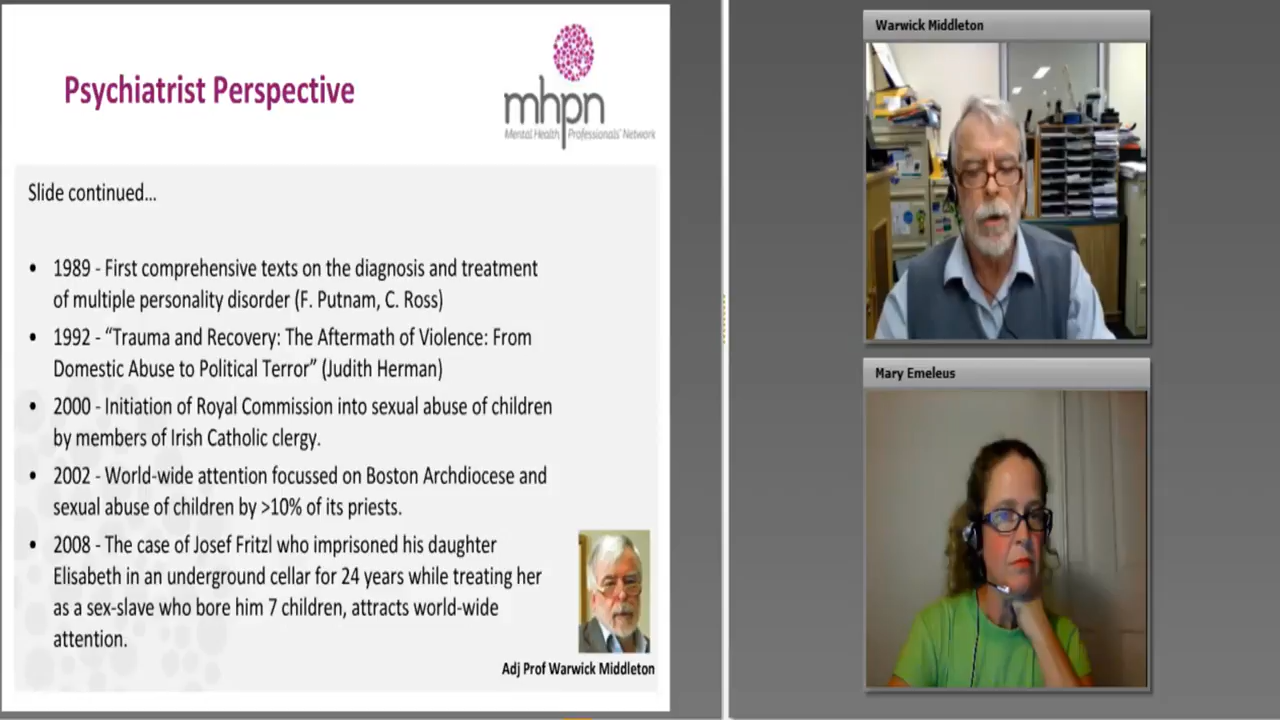 Psychiatrist Perspective
mhpn
Mental Health Professionals' Network
Slide continued...
• 1989 - First comprehensive texts on the diagnosis and treatment
of multiple personality disorder (F. Putnam, C. Ross)
• 1992 - “Trauma and Recovery: The Aftermath of Violence: From
Domestic Abuse to Political Terror” (Judith Herman)
• 2000 - Initiation of Royal Commission into sexual abuse of children
by members of Irish Catholic clergy.
• 2002 - World-wide attention focussed on Boston Archdiocese and
sexual abuse of children by >10% of its priests.
• 2008 - The case of Josef Fritzl who imprisoned his daughter
Elisabeth in an underground cellar for 24 years while treating her
as a sex-slave who bore him 7 children, attracts world-wide
attention.
Adj Prof Warwick Middleton
Warwick Middleton
Mary Emeleus